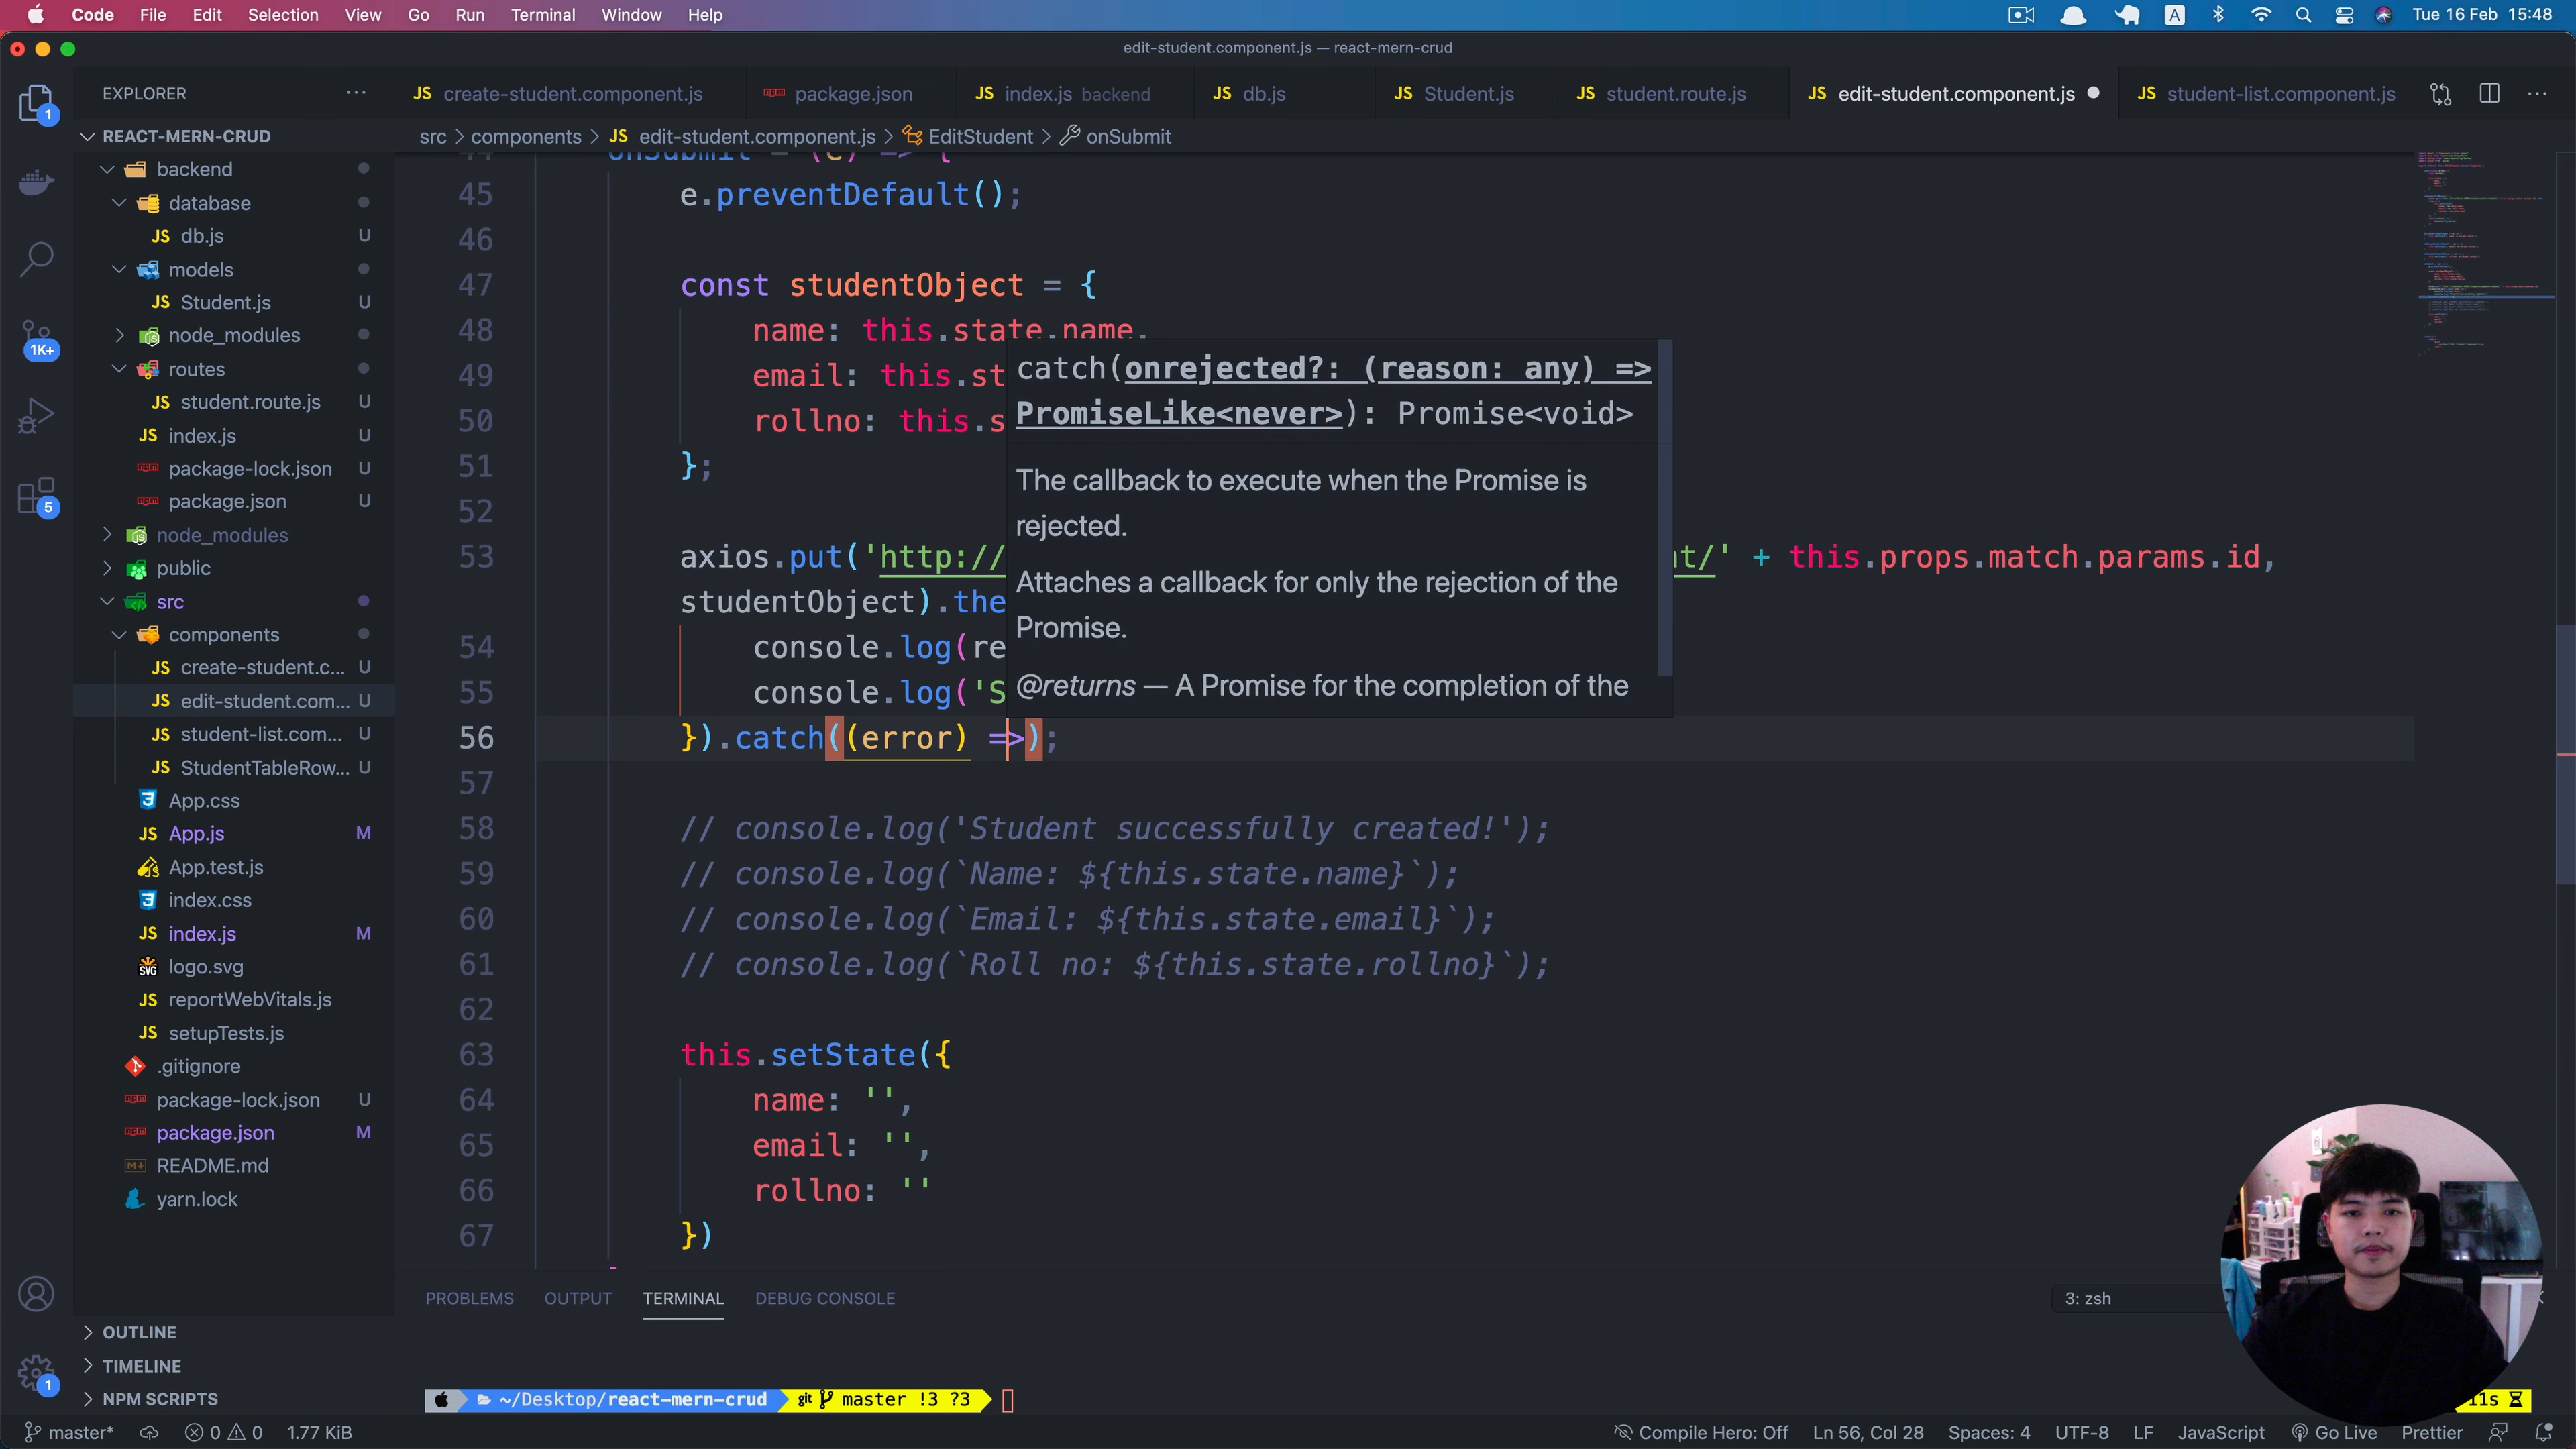 Code File Edit Selection View Go Run Terminal Window Help
A
Tue 16 Feb 15:48
edit-student.component.js — react-mern-crud
1
1K+
5
1
EXPLORER
REACT-MERN-CRUD
backend
database
db.js U
models
Student.js U
node_modules
routes
student.route.js U
index.js U
package-lock.json U
package.json U
node_modules
public
src
components
create-student.c... U
edit-student.com... U
student-list.com... U
StudentTableRow... U
App.css
App.js M
App.test.js
index.css
index.js M
logo.svg
reportWebVitals.js
setupTests.js
.gitignore
package-lock.json U
package.json M
README.md
yarn.lock
OUTLINE
TIMELINE
NPM SCRIPTS
JS create-student.component.js package.json JS index.js backend JS db.js JS Student.js JS student.route.js JS edit-student.component.js JS student-list.component.js
src > components > JS edit-student.component.js > EditStudent > onSubmit
44 onSubmit = (e) => {
45 e.preventDefault();
46
47 const studentObject = {
48 name: this.state.name,
49 email: this.st
50 rollno: this.s
51 };
52
53 axios.put('http:// nt/' + this.props.match.params.id,
studentObject).the
54 console.log(re
55 console.log('S
56 }).catch((error) =>);
57
58 // console.log('Student successfully created!');
59 // console.log(`Name: ${this.state.name}`);
60 // console.log(`Email: ${this.state.email}`);
61 // console.log(`Roll no: ${this.state.rollno}`);
62
63 this.setState({
64 name: '',
65 email: '',
66 rollno: ''
67 })
catch(onrejected?: (reason: any) =>
PromiseLike<never>): Promise<void>
The callback to execute when the Promise is
rejected.
Attaches a callback for only the rejection of the
Promise.
@returns — A Promise for the completion of the
PROBLEMS OUTPUT TERMINAL DEBUG CONSOLE
3: zsh
~/Desktop/react-mern-crud git master !3 ?3
11s
master* 0 0 1.77 KiB
Compile Hero: Off Ln 56, Col 28 Spaces: 4 UTF-8 LF JavaScript Go Live Prettier